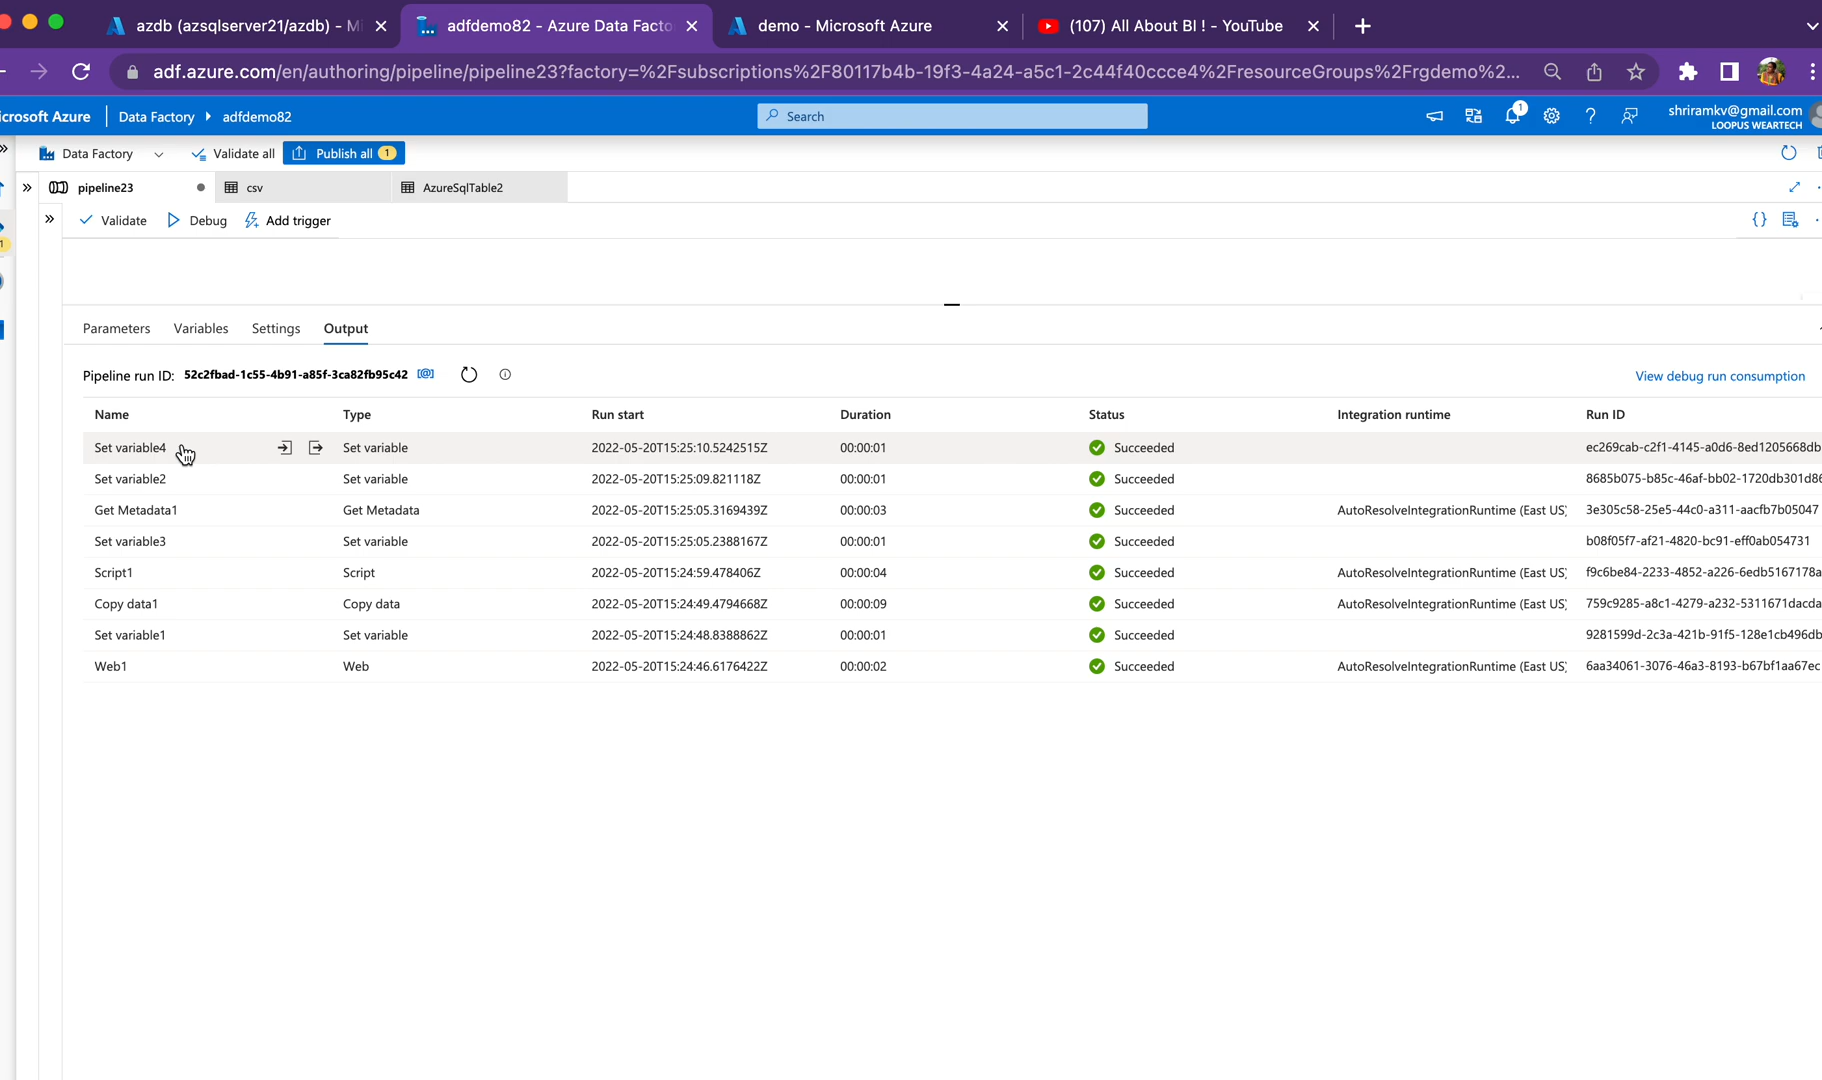 azdb (azsqlserver21/azdb) - Mi
adfdemo82 - Azure Data Facto
demo - Microsoft Azure
(107) All About BI ! - YouTube
adf.azure.com/en/authoring/pipeline/pipeline23?factory=%2Fsubscriptions%2F80117b4b-19f3-4a24-a5c1-2c44f40ccce4%2FresourceGroups%2Frgdemo%2...
icrosoft Azure
Data Factory
adfdemo82
Search
1
shriramkv@gmail.com
LOOPUS WEARTECH
Data Factory
Validate all
Publish all 1
pipeline23
csv
AzureSqlTable2
Validate
Debug
Add trigger
1
Parameters
Variables
Settings
Output
Pipeline run ID: 52c2fbad-1c55-4b91-a85f-3ca82fb95c42
View debug run consumption
Name Type Run start Duration Status Integration runtime Run ID
Set variable4 Set variable 2022-05-20T15:25:10.5242515Z 00:00:01 Succeeded ec269cab-c2f1-4145-a0d6-8ed1205668db
Set variable2 Set variable 2022-05-20T15:25:09.821118Z 00:00:01 Succeeded 8685b075-b85c-46af-bb02-1720db301d86
Get Metadata1 Get Metadata 2022-05-20T15:25:05.3169439Z 00:00:03 Succeeded AutoResolveIntegrationRuntime (East US) 3e305c58-25e5-44c0-a311-aacfb7b05047
Set variable3 Set variable 2022-05-20T15:25:05.2388167Z 00:00:01 Succeeded b08f05f7-af21-4820-bc91-eff0ab054731
Script1 Script 2022-05-20T15:24:59.478406Z 00:00:04 Succeeded AutoResolveIntegrationRuntime (East US) f9c6be84-2233-4852-a226-6edb5167178a
Copy data1 Copy data 2022-05-20T15:24:49.4794668Z 00:00:09 Succeeded AutoResolveIntegrationRuntime (East US) 759c9285-a8c1-4279-a232-5311671dacda
Set variable1 Set variable 2022-05-20T15:24:48.8388862Z 00:00:01 Succeeded 9281599d-2c3a-421b-91f5-128e1cb496db
Web1 Web 2022-05-20T15:24:46.6176422Z 00:00:02 Succeeded AutoResolveIntegrationRuntime (East US) 6aa34061-3076-46a3-8193-b67bf1aa67ec